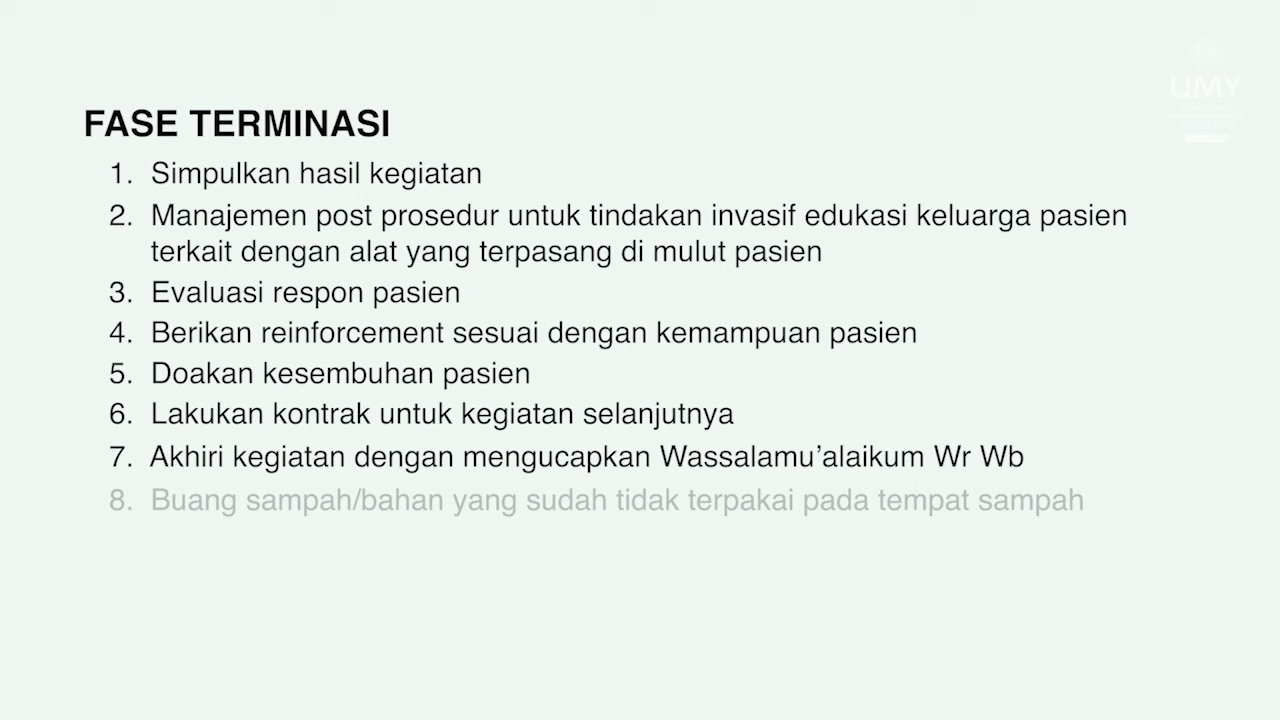 UMY
FASE TERMINASI
1. Simpulkan hasil kegiatan
2. Manajemen post prosedur untuk tindakan invasif edukasi keluarga pasien
terkait dengan alat yang terpasang di mulut pasien
3. Evaluasi respon pasien
4. Berikan reinforcement sesuai dengan kemampuan pasien
5. Doakan kesembuhan pasien
6. Lakukan kontrak untuk kegiatan selanjutnya
7. Akhiri kegiatan dengan mengucapkan Wassalamu’alaikum Wr Wb
8. Buang sampah/bahan yang sudah tidak terpakai pada tempat sampah